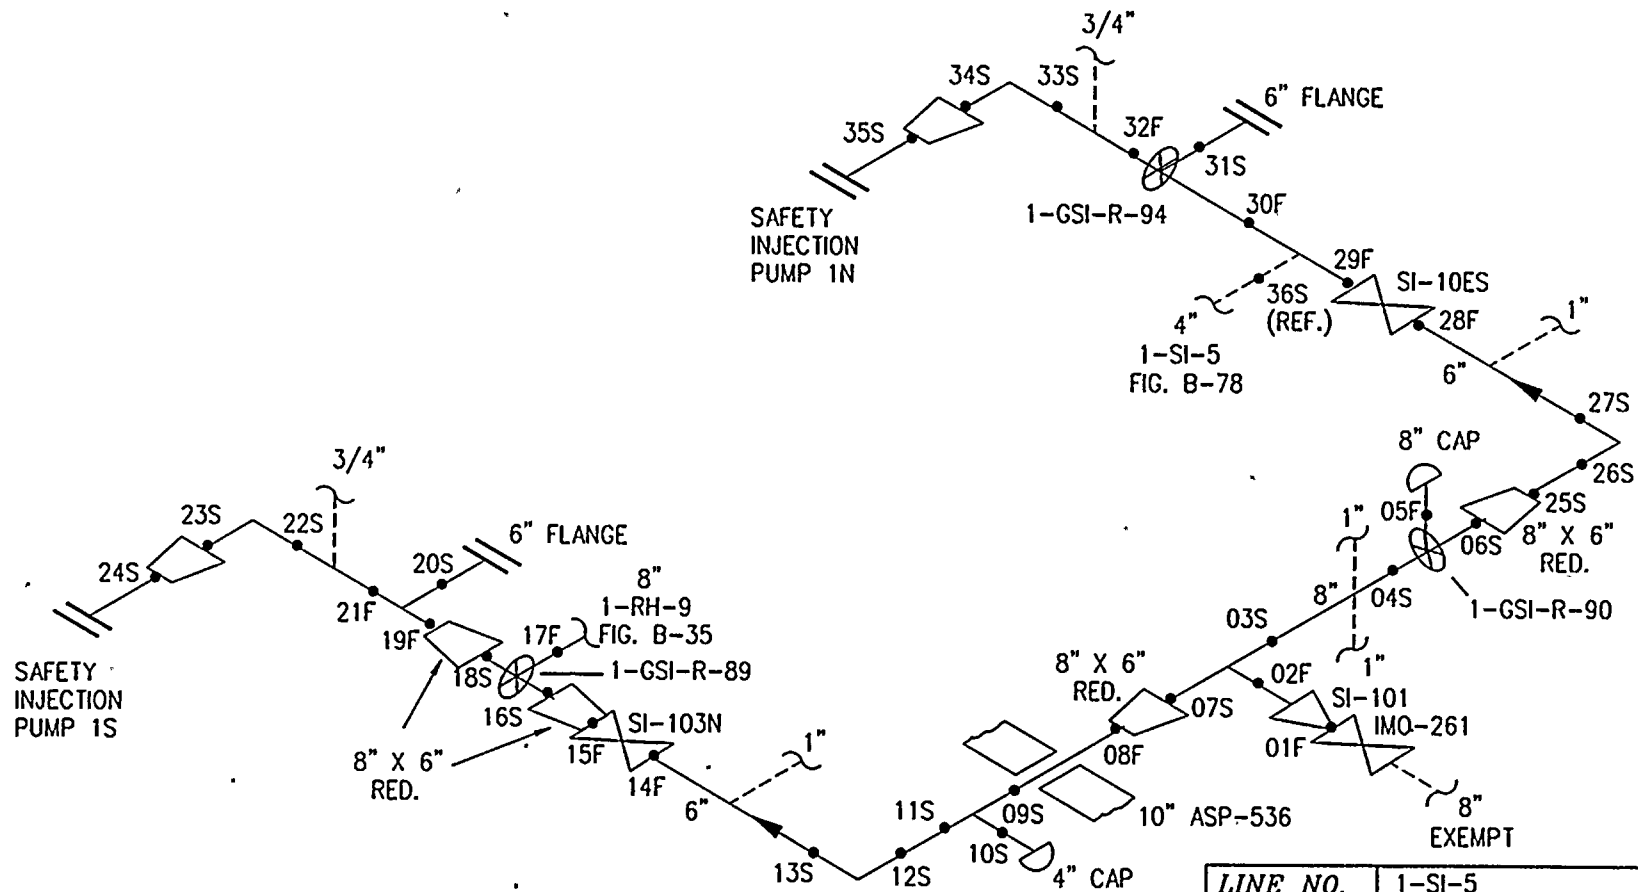 3/4"
34S
33S
6" FLANGE
35S
32F
31S
1-GSI-R-94
30F
SAFETY
INJECTION
PUMP 1N
29F
SI-10ES
36S
(REF.)
1"
28F
4"
1-SI-5
FIG. B-78
6"
27S
8" CAP
26S
3/4"
25S
05F
06S
8" X 6"
RED.
1"
23S
22S
6" FLANGE
24S
20S
8"
1-RH-9
FIG. B-35
04S
8"
1-GSI-R-90
21F
19F
17F
03S
1"
SAFETY
INJECTION
PUMP 1S
18S
1-GSI-R-89
8" X 6"
RED.
02F
07S
SI-101
IMO-261
16S
SI-103N
01F
15F
08F
8" X 6"
RED.
14F
1"
6"
11S
09S
10" ASP-536
8"
EXEMPT
10S
13S
12S
4" CAP
LINE NO. 1-SI-5